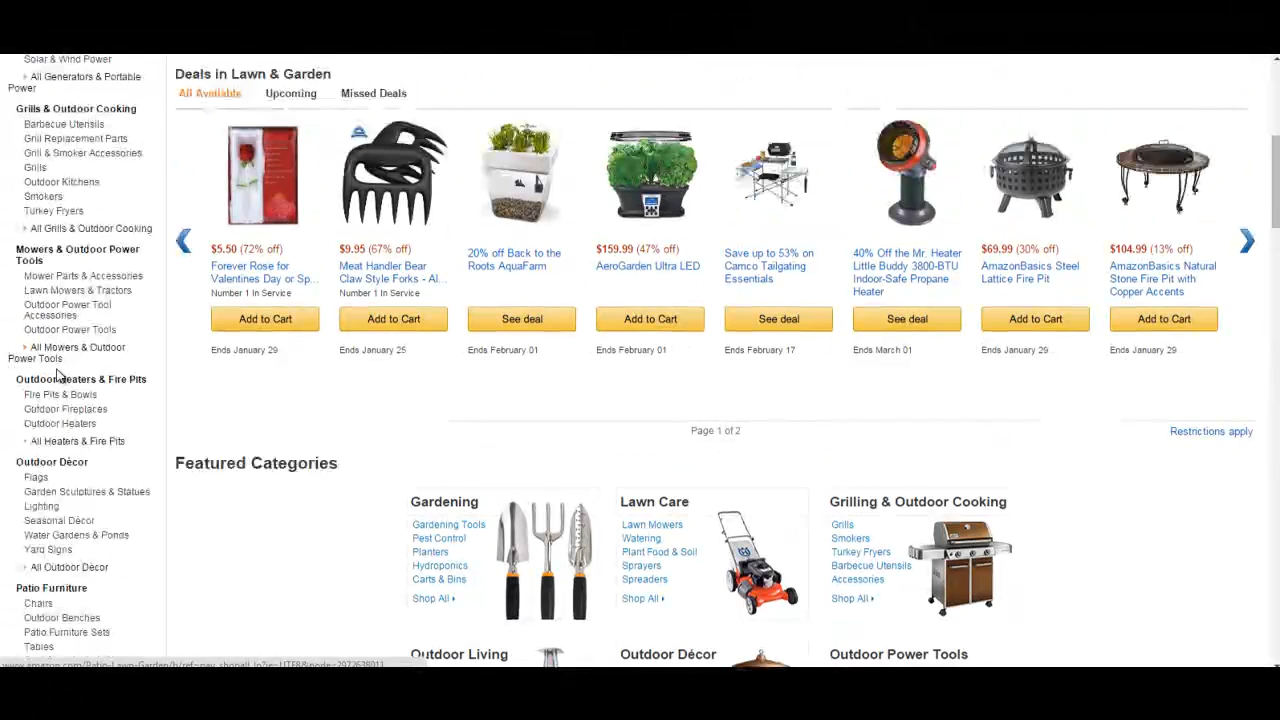 Solar & Wind Power
All Generators & Portable
Power
Grills & Outdoor Cooking
Barbecue Utensils
Grill Replacement Parts
Grill & Smoker Accessories
Grills
Outdoor Kitchens
Smokers
Turkey Fryers
All Grills & Outdoor Cooking
Mowers & Outdoor Power
Tools
Mower Parts & Accessories
Lawn Mowers & Tractors
Outdoor Power Tool
Accessories
Outdoor Power Tools
All Mowers & Outdoor
Power Tools
Outdoor Heaters & Fire Pits
Fire Pits & Bowls
Outdoor Fireplaces
Outdoor Heaters
All Heaters & Fire Pits
Outdoor Décor
Flags
Garden Sculptures & Statues
Lighting
Seasonal Décor
Water Gardens & Ponds
Yard Signs
All Outdoor Décor
Patio Furniture
Chairs
Outdoor Benches
Patio Furniture Sets
Tables
Deals in Lawn & Garden
All Available Upcoming Missed Deals
$5.50 (72% off)
Forever Rose for
Valentines Day or Sp...
Number 1 In Service
Add to Cart
Ends January 29
$9.95 (67% off)
Meat Handler Bear
Claw Style Forks - Al...
Number 1 In Service
Add to Cart
Ends January 25
20% off Back to the
Roots AquaFarm
See deal
Ends February 01
$159.99 (47% off)
AeroGarden Ultra LED
Add to Cart
Ends February 01
Save up to 53% on
Camco Tailgating
Essentials
See deal
Ends February 17
40% Off the Mr. Heater
Little Buddy 3800-BTU
Indoor-Safe Propane
Heater
See deal
Ends March 01
$69.99 (30% off)
AmazonBasics Steel
Lattice Fire Pit
Add to Cart
Ends January 29
$104.99 (13% off)
AmazonBasics Natural
Stone Fire Pit with
Copper Accents
Add to Cart
Ends January 29
Page 1 of 2
Restrictions apply
Featured Categories
Gardening
Gardening Tools
Pest Control
Planters
Hydroponics
Carts & Bins
Shop All
Lawn Care
Lawn Mowers
Watering
Plant Food & Soil
Sprayers
Spreaders
Shop All
Grilling & Outdoor Cooking
Grills
Smokers
Turkey Fryers
Barbecue Utensils
Accessories
Shop All
Outdoor Living
Outdoor Décor
Outdoor Power Tools